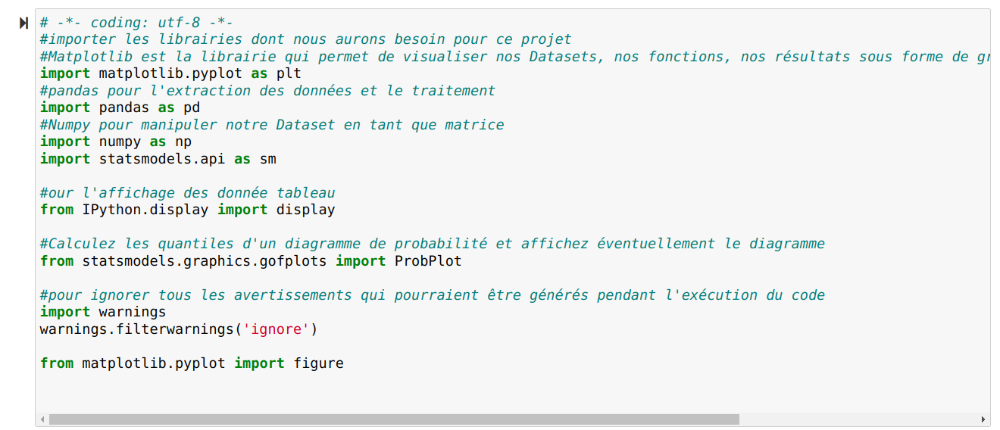 # -*- coding: utf-8 -*-
#importer les librairies dont nous aurons besoin pour ce projet
#Matplotlib est la librairie qui permet de visualiser nos Datasets, nos fonctions, nos résultats sous forme de
import matplotlib.pyplot as plt
#pandas pour l'extraction des données et le traitement
import pandas as pd
#Numpy pour manipuler notre Dataset en tant que matrice
import numpy as np
import statsmodels.api as sm
#our l'affichage des donnée tableau
from IPython.display import display
#Calculez les quantiles d'un diagramme de probabilité et affichez éventuellement le diagramme
from statsmodels.graphics.gofplots import ProbPlot
#pour ignorer tous les avertissements qui pourraient être générés pendant l'exécution du code
import warnings
warnings.filterwarnings('ignore')
from matplotlib.pyplot import figure